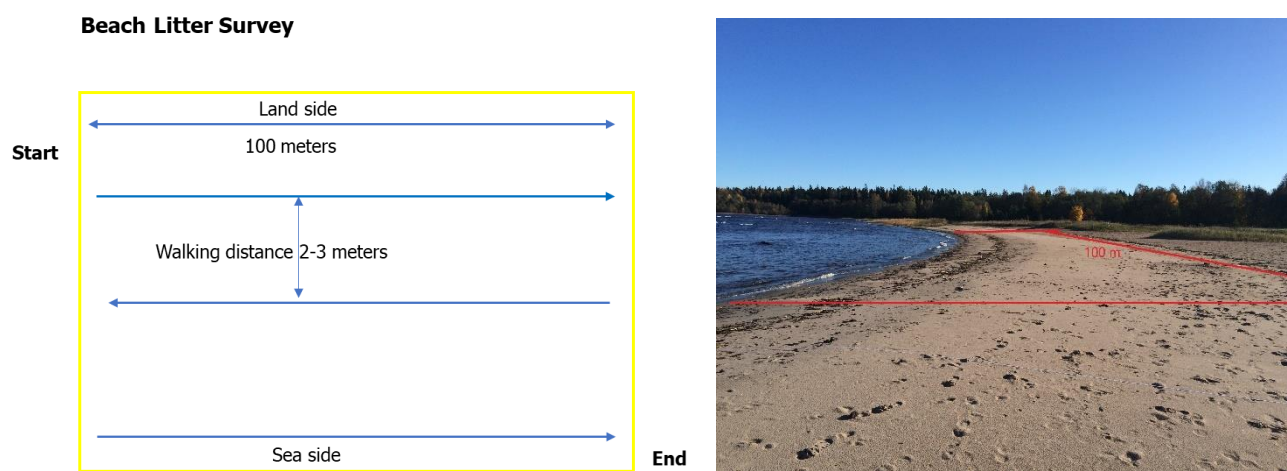 Beach Litter Survey
Land side
100 meters
Start
Walking distance 2-3 meters
Sea side
End
100 m